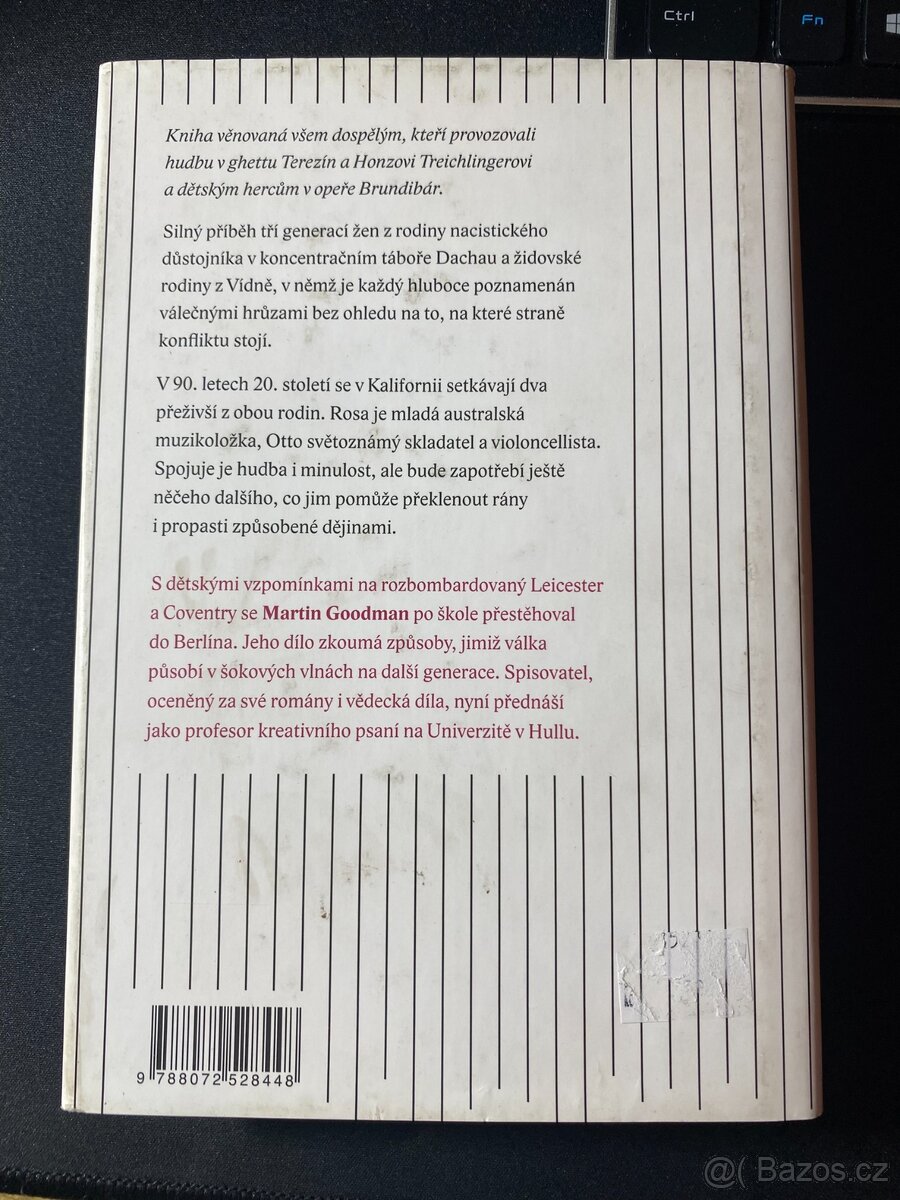 Ctrl
Fn
Kniha věnovaná všem dospělým, kteří provozovali
hudbu v ghettu Terezín a Honzovi Treichlingerovi
a dětským hercům v opeře Brundibár.
Silný příběh tří generací žen z rodiny nacistického
důstojníka v koncentračním táboře Dachau a židovské
rodiny z Vídně, v němž je každý hluboce poznamenán
válečnými hrůzami bez ohledu na to, na které straně
konfliktu stojí.
V 90. letech 20. století se v Kalifornii setkávají dva
přeživší z obou rodin. Rosa je mladá australská
muzikoložka, Otto světoznámý skladatel a violoncellista.
Spojuje je hudba i minulost, ale bude zapotřebí ještě
něčeho dalšího, co jim pomůže překlenout rány
i propasti způsobené dějinami.
S dětskými vzpomínkami na rozbombardovaný Leicester
a Coventry se Martin Goodman po škole přestěhoval
do Berlína. Jeho dílo zkoumá způsoby, jimiž válka
působí v šokových vlnách na další generace. Spisovatel,
oceněný za své romány i vědecká díla, nyní přednáší
jako profesor kreativního psaní na Univerzitě v Hullu.
9 788072 528448
@( Bazos.cz